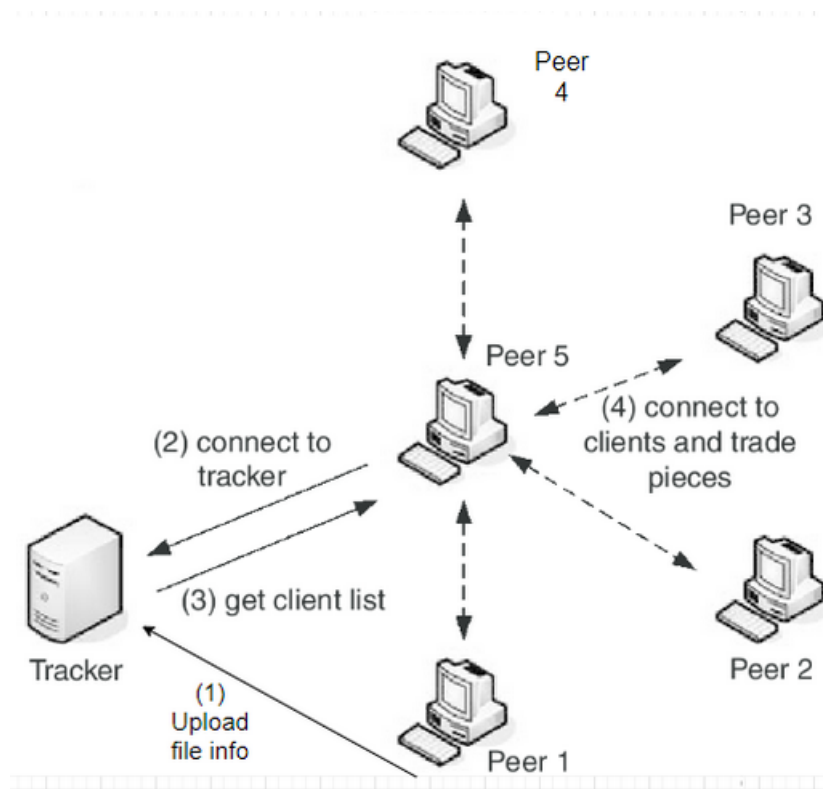 Peer
4
Peer 3
Peer 5
(4) connect to
clients and trade
pieces
(2) connect to
tracker
(3) get client list
Tracker
(1)
Upload
file info
Peer 2
Peer 1